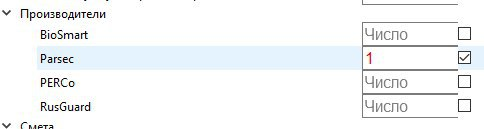 Производители
BioSmart Число
Parsec 1
PERCo Число
RusGuard Число
Смета